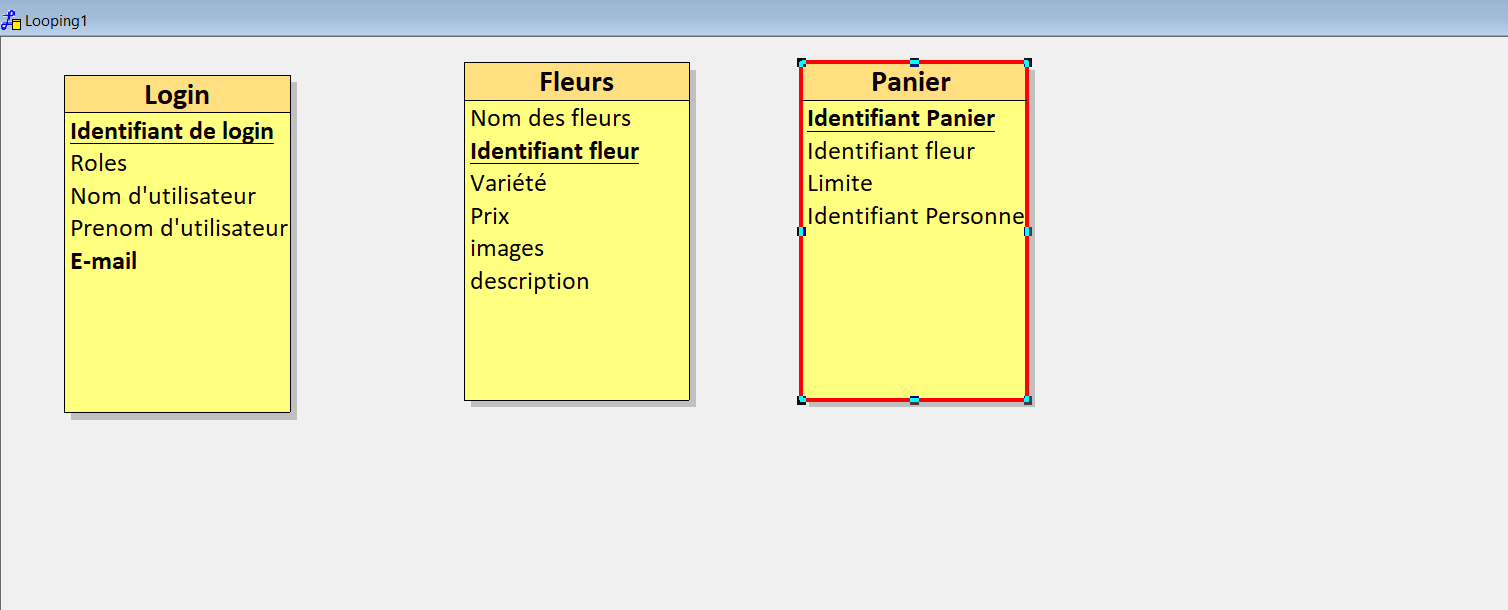 Looping1
Login
Identifiant de login
Roles
Nom d'utilisateur
Prenom d'utilisateur
E-mail
Fleurs
Nom des fleurs
Identifiant fleur
Variété
Prix
images
description
Panier
Identifiant Panier
Identifiant fleur
Limite
Identifiant Personne